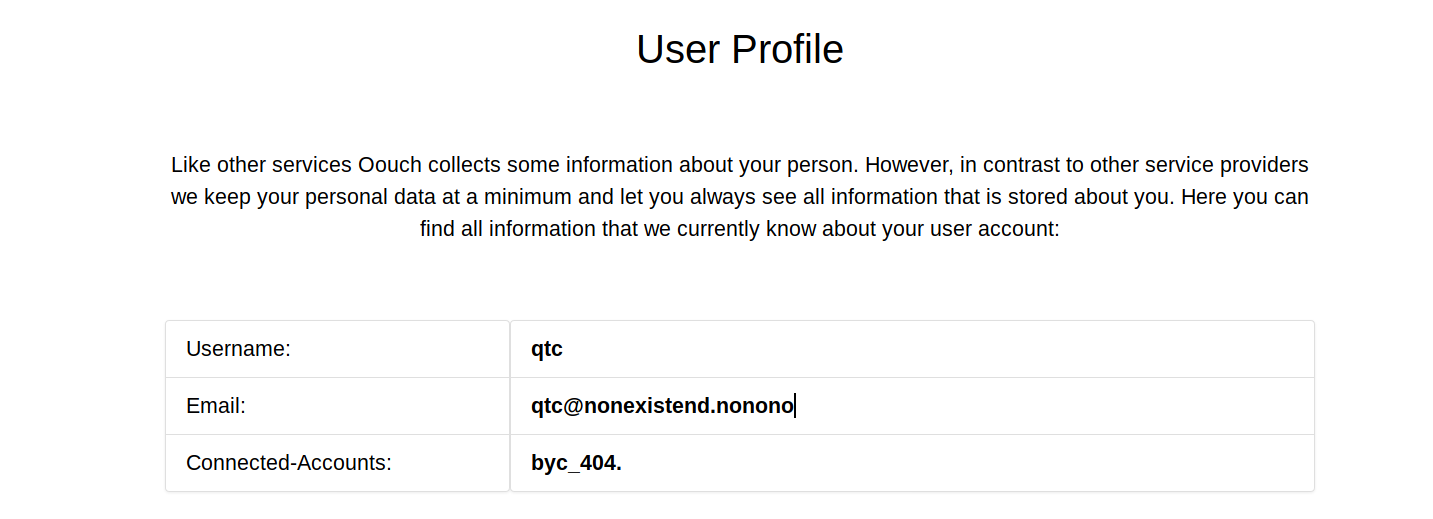 User Profile
Like other services Oouch collects some information about your person. However, in contrast to other service providers
we keep your personal data at a minimum and let you always see all information that is stored about you. Here you can
find all information that we currently know about your user account:
Username: qtc
Email: qtc@nonexistend.nonono
Connected-Accounts: byc_404.